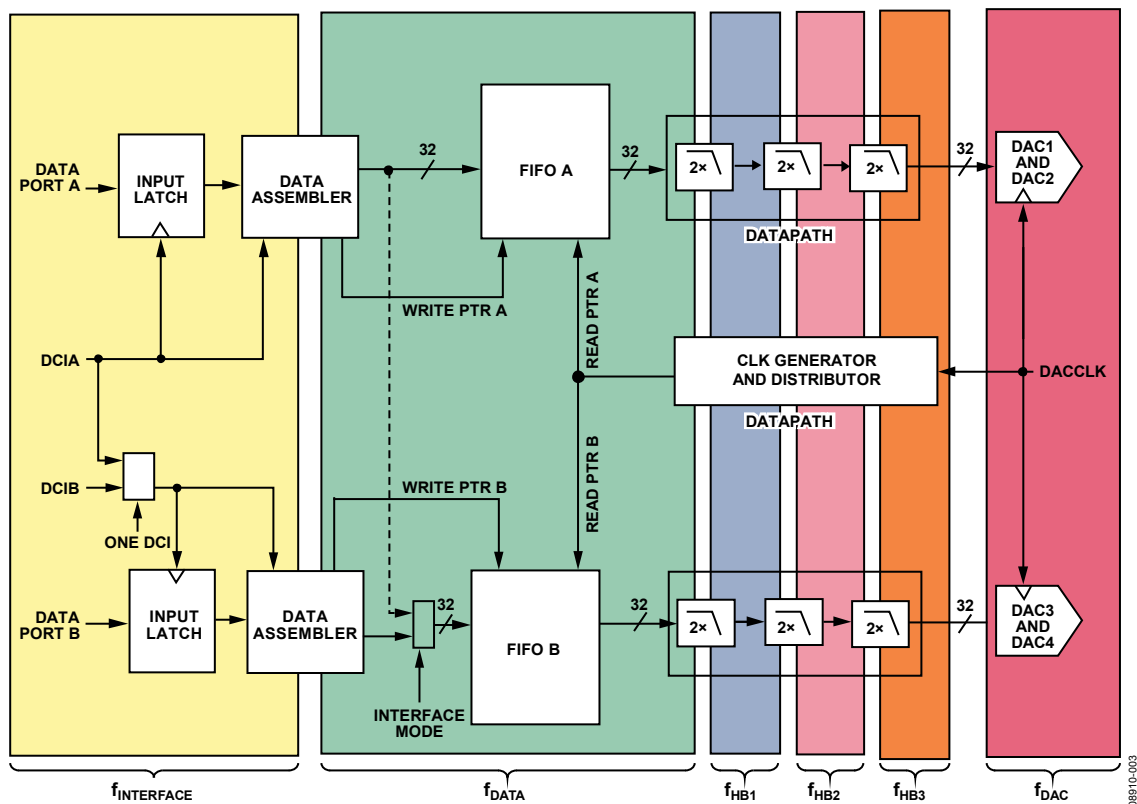 DATA
PORT A
INPUT
LATCH
DATA
ASSEMBLER
32
FIFO A
32
2×
2×
2×
32
DAC1
AND
DAC2
DATAPATH
WRITE PTR A
READ PTR A
DCIA
CLK GENERATOR
AND DISTRIBUTOR
DACCLK
DATAPATH
DCIB
ONE DCI
WRITE PTR B
READ PTR B
DATA
PORT B
INPUT
LATCH
DATA
ASSEMBLER
32
FIFO B
32
2×
2×
2×
32
DAC3
AND
DAC4
INTERFACE
MODE
fINTERFACE
fDATA
fHB1
fHB2
fHB3
fDAC
08910-003